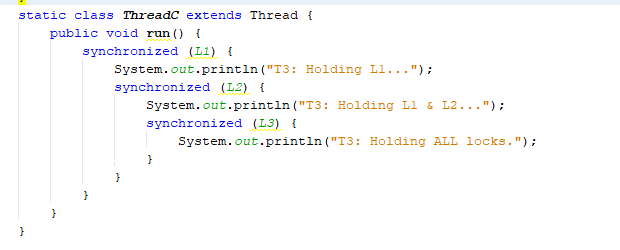 static class ThreadC extends Thread {
    public void run() {
        synchronized (L1) {
            System.out.println("T3: Holding L1...");
            synchronized (L2) {
                System.out.println("T3: Holding L1 & L2...");
                synchronized (L3) {
                    System.out.println("T3: Holding ALL locks.");
                }
            }
        }
    }
}